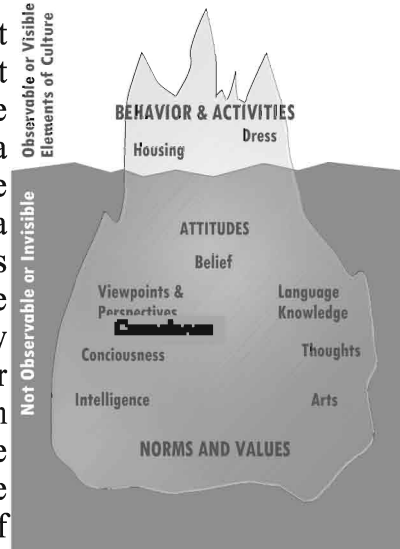 Observable or Visible
Elements of Culture
BEHAVIOR & ACTIVITIES
Dress
Housing
Not Observable or Invisible
ATTITUDES
Belief
Viewpoints &
Perspectives
Language
Knowledge
Conciousness
Thoughts
Intelligence
Arts
NORMS AND VALUES